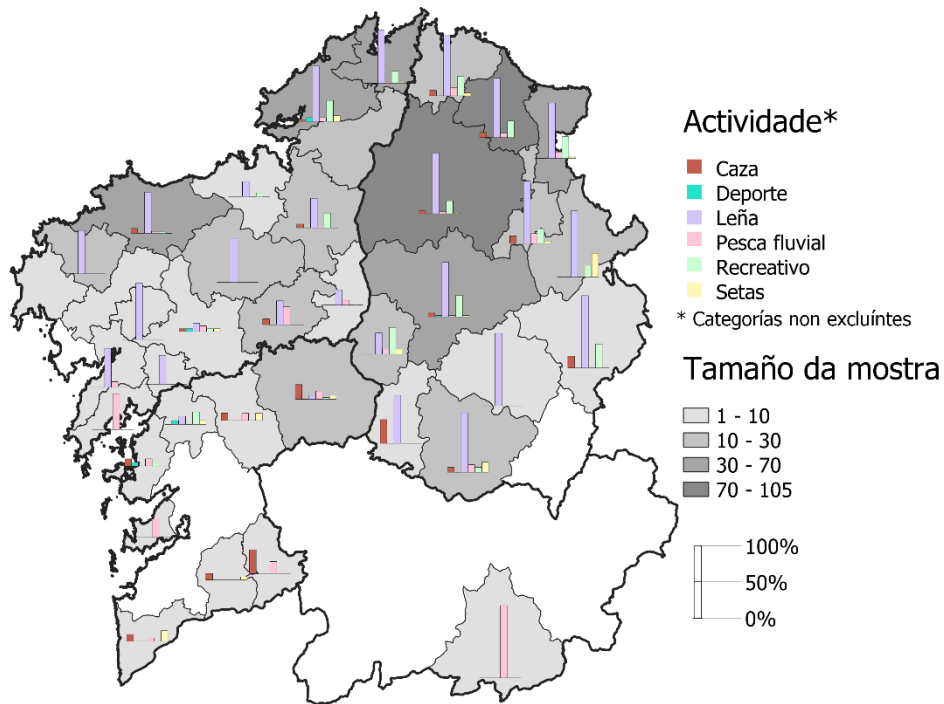 Actividade*
Caza
Deporte
Leña
Pesca fluvial
Recreativo
Setas
* Categorías non excluíntes
Tamaño da mostra
1 - 10
10 - 30
30 - 70
70 - 105
100%
50%
0%